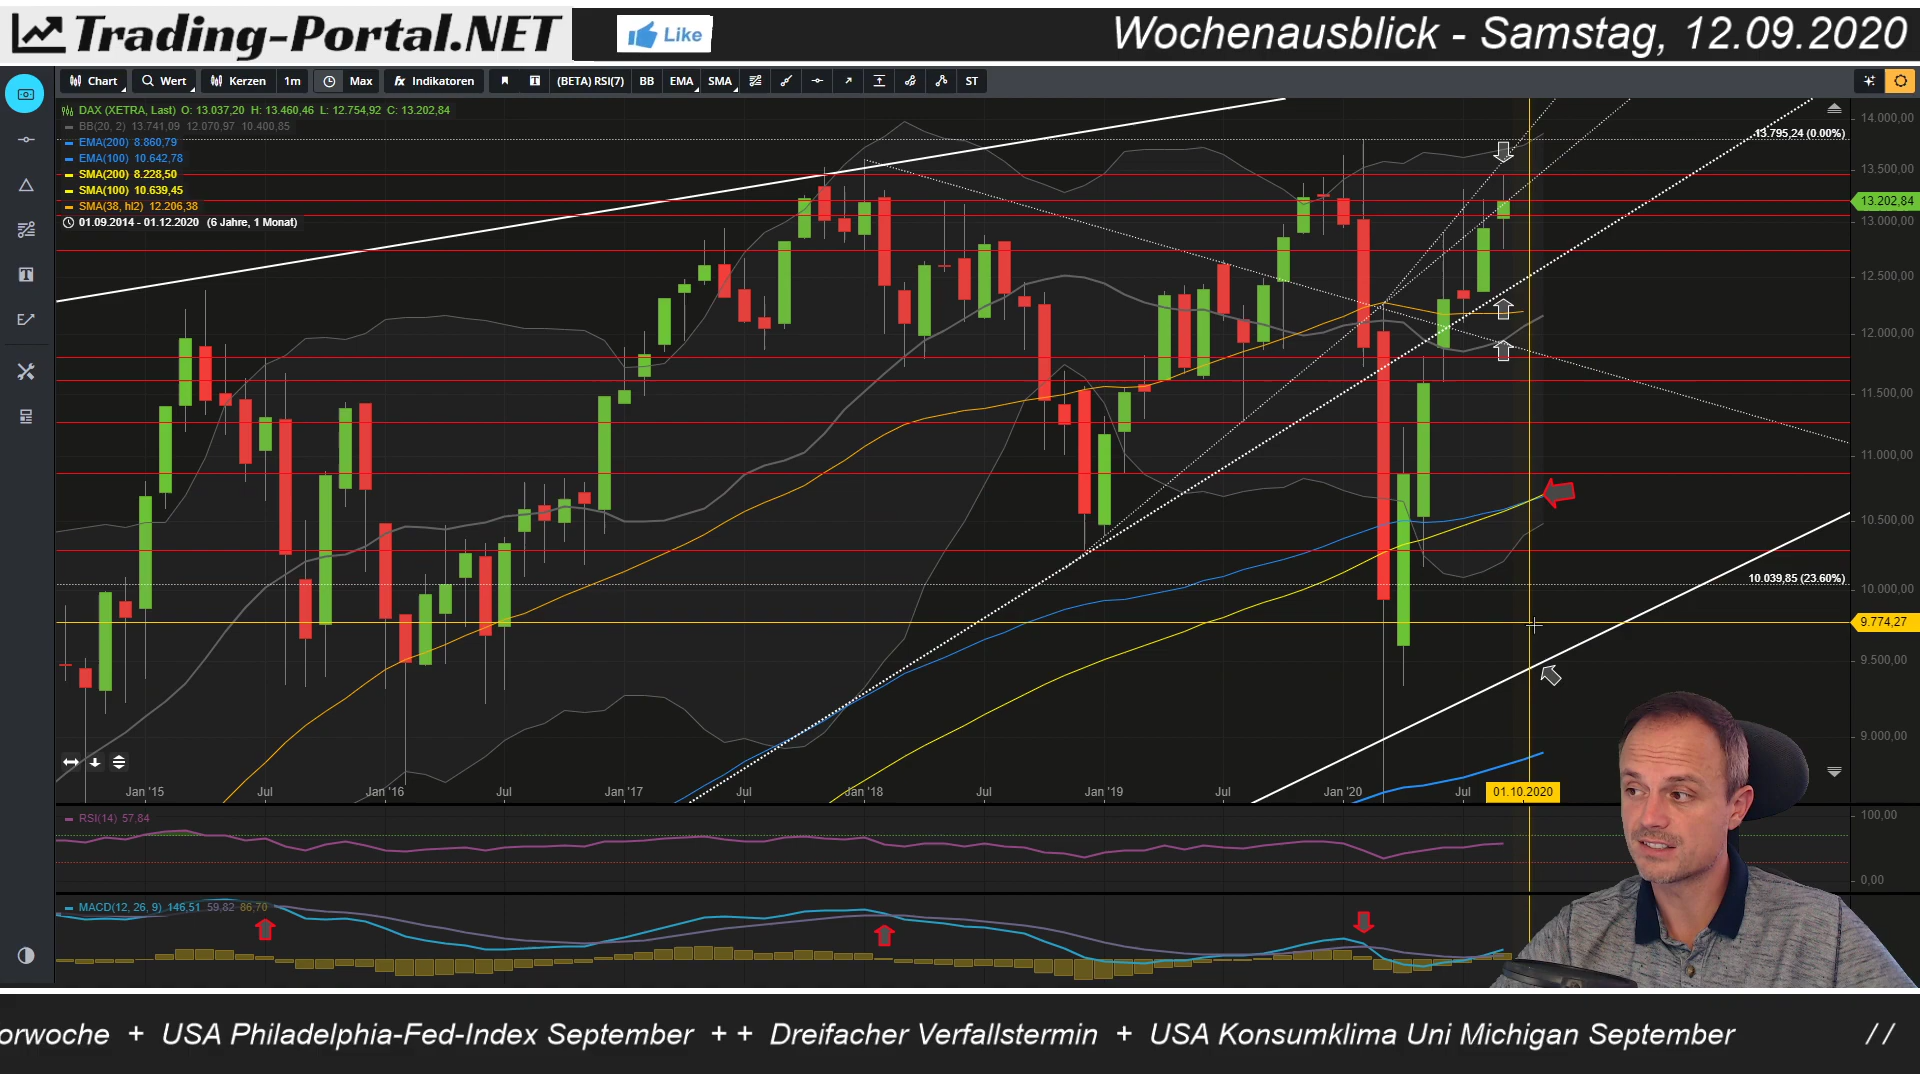 Trading-Portal.NET
Like
Wochenausblick - Samstag, 12.09.2020
Chart Wert Kerzen 1m Max fx Indikatoren T (BETA) RSI(7) BB EMA SMA ST
DAX (XETRA, Last) O: 13.037,20 H: 13.460,46 L: 12.754,92 C: 13.202,84
BB(20, 2) 13.741,09 12.070,97 10.400,85
EMA(200) 8.860,79
EMA(100) 10.642,78
SMA(200) 8.228,50
SMA(100) 10.639,45
SMA(38, hl2) 12.206,38
01.09.2014 - 01.12.2020 (6 Jahre, 1 Monat)
14.000,00
13.795,24 (0.00%)
13.500,00
13.202,84
13.000,00
12.500,00
12.000,00
11.500,00
11.000,00
10.500,00
10.039,85 (23.60%)
10.000,00
9.774,27
9.500,00
9.000,00
Jan '15 Jul Jan '16 Jul Jan '17 Jul Jan '18 Jul Jan '19 Jul Jan '20 Jul 01.10.2020
RSI(14) 57,84
100,00
0,00
MACD(12, 26, 9) 146,51 59,82 86,70
orwoche + USA Philadelphia-Fed-Index September + + Dreifacher Verfallstermin + USA Konsumklima Uni Michigan September //